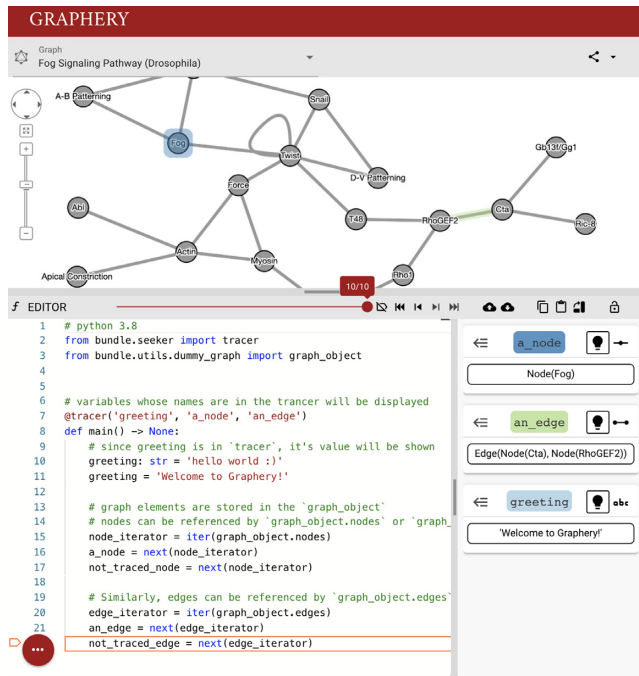 GRAPHERY
Graph
Fog Signaling Pathway (Drosophila)
A-B Patterning
Snail
Fog
Twist
Gb13f/Gg1
D-V Patterning
Force
Abl
T48
RhoGEF2
Cta
Ric-8
Actin
Myosin
Rho1
Apical Constriction
10/10
f EDITOR
1 # python 3.8
2 from bundle.seeker import tracer
3 from bundle.utils.dummy_graph import graph_object
4
5
6 # variables whose names are in the trancer will be displayed
7 @tracer('greeting', 'a_node', 'an_edge')
8 def main() -> None:
9 # since greeting is in `tracer`, it's value will be shown
10 greeting: str = 'hello world :)'
11 greeting = 'Welcome to Graphery!'
12
13 # graph elements are stored in the `graph_object`
14 # nodes can be referenced by `graph_object.nodes` or `graph_
15 node_iterator = iter(graph_object.nodes)
16 a_node = next(node_iterator)
17 not_traced_node = next(node_iterator)
18
19 # Similarly, edges can be referenced by `graph_object.edges`
20 edge_iterator = iter(graph_object.edges)
21 an_edge = next(edge_iterator)
not_traced_edge = next(edge_iterator)
a_node
Node(Fog)
an_edge
Edge(Node(Cta), Node(RhoGEF2))
greeting
abc
'Welcome to Graphery!'